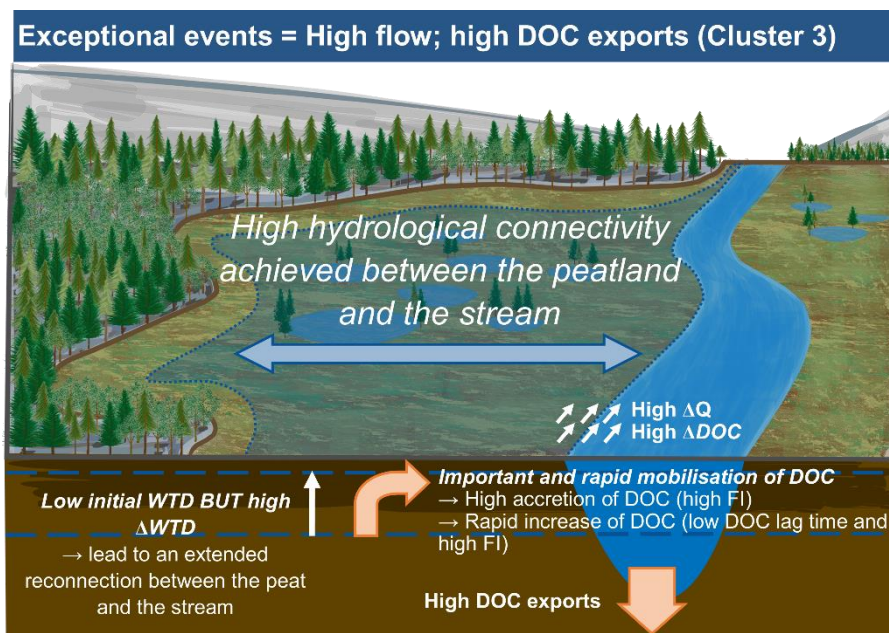 Exceptional events = High flow; high DOC exports (Cluster 3)
High hydrological connectivity
achieved between the peatland
and the stream
High ΔQ
High ΔDOC
Low initial WTD BUT high
ΔWTD
→ lead to an extended
reconnection between the peat
and the stream
Important and rapid mobilisation of DOC
→ High accretion of DOC (high FI)
→ Rapid increase of DOC (low DOC lag time and
high FI)
High DOC exports